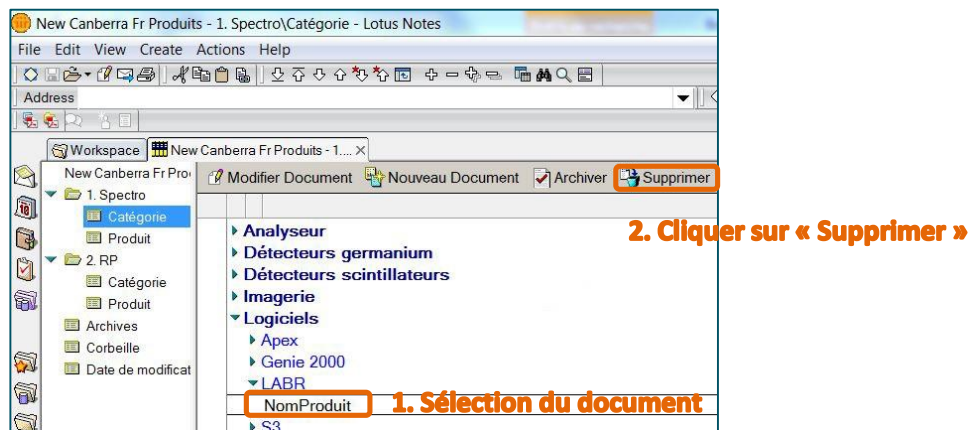 New Canberra Fr Produits - 1. Spectro\Catégorie - Lotus Notes
File Edit View Create Actions Help
Address
Workspace New Canberra Fr Produits - 1....
New Canberra Fr Pro
Modifier Document Nouveau Document Archiver Supprimer
1. Spectro
Catégorie
Produit
2. RP
Catégorie
Produit
Archives
Corbeille
Date de modificat
Analyseur
Détecteurs germanium
Détecteurs scintillateurs
Imagerie
Logiciels
Apex
Genie 2000
LABR
NomProduit
S3
2. Cliquer sur « Supprimer »
1. Sélection du document